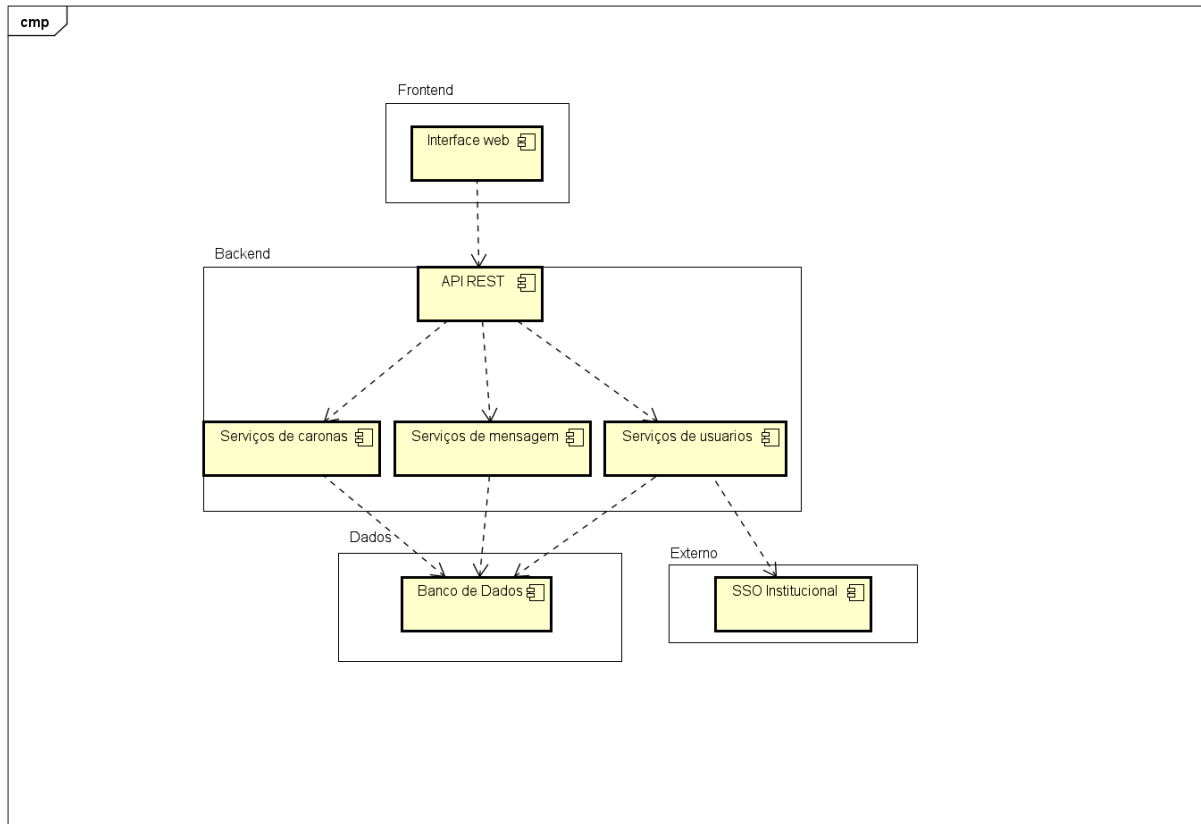 cmp
Frontend
Interface web
Backend
API REST
Serviços de caronas
Serviços de mensagem
Serviços de usuarios
Dados
Externo
Banco de Dados
SSO Institucional